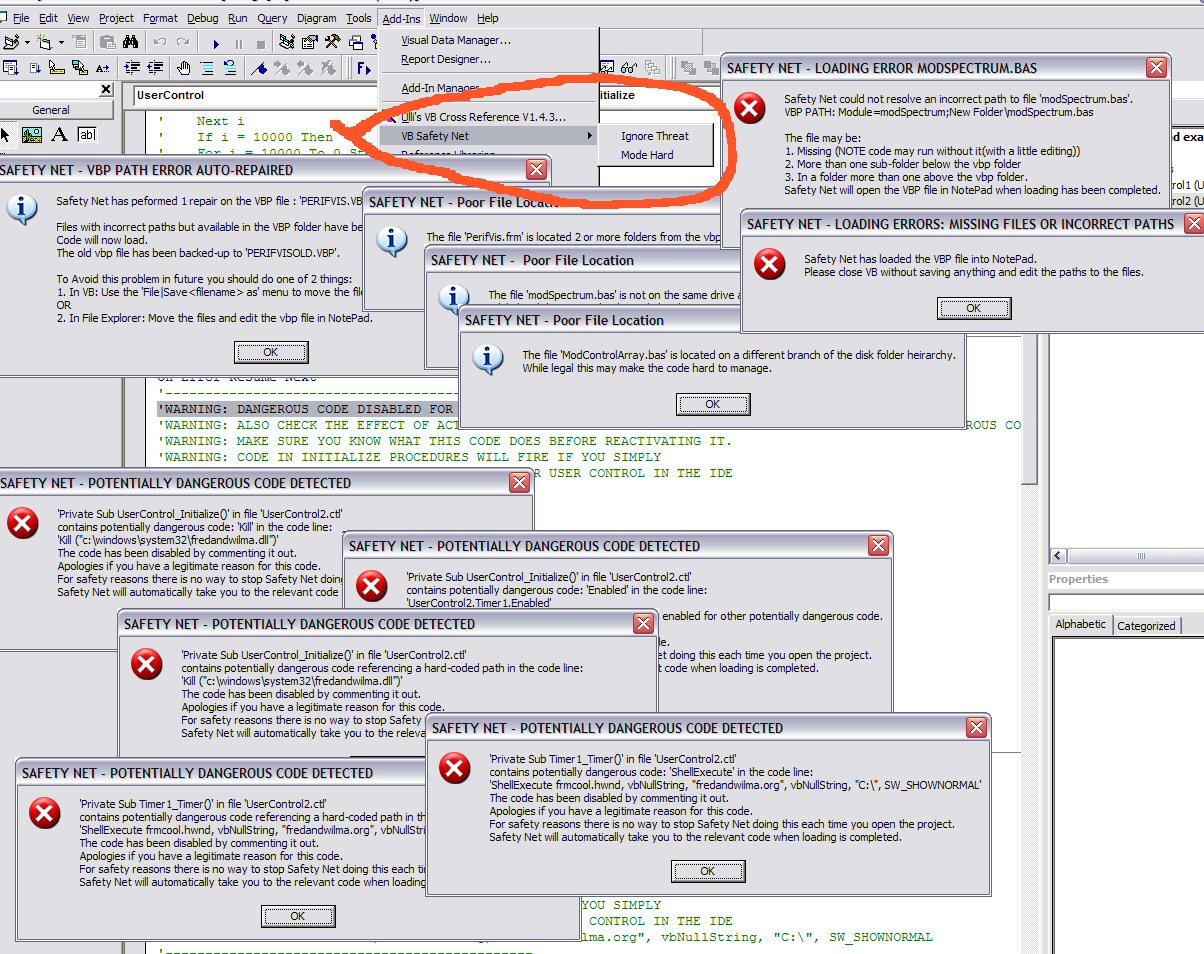 File Edit View Project Format Debug Run Query Diagram Tools Add-Ins Window Help
Visual Data Manager...
Report Designer...
Add-In Manager
Ulli's VB Cross Reference V1.4.3...
VB Safety Net
Ignore Threat
Mode Hard
General
UserControl
itialize
' Next i
' If i = 10000 Then
' For i = 10000 To 0
SAFETY NET - LOADING ERROR MODSPECTRUM.BAS
Safety Net could not resolve an incorrect path to file 'modSpectrum.bas'.
VBP PATH: Module=modSpectrum;New Folder\modSpectrum.bas
The file may be:
1. Missing (NOTE code may run without it(with a little editing))
2. More than one sub-folder below the vbp folder
3. In a folder more than one above the vbp folder.
Safety Net will open the VBP file in NotePad when loading has been completed.
SAFETY NET - VBP PATH ERROR AUTO-REPAIRED
Safety Net has peformed 1 repair on the VBP file : 'PERIFVIS.VB
Files with incorrect paths but available in the VBP folder have be
Code will now load.
The old vbp file has been backed-up to 'PERFVISOLD.VBP'.
To Avoid this problem in future you should do one of 2 things:
1. In VB: Use the 'File|Save<filename> as' menu to move the fil
OR
2. In File Explorer: Move the files and edit the vbp file in NotePad.
OK
SAFETY NET - Poor File Locatio
The file 'PerifVis.frm' is located 2 or more folders from the vbp
SAFETY NET - Poor File Location
The file 'modSpectrum.bas' is not on the same drive a
SAFETY NET - Poor File Location
The file 'ModControlArray.bas' is located on a different branch of the disk folder heirarchy.
While legal this may make the code hard to manage.
OK
SAFETY NET - LOADING ERRORS: MISSING FILES OR INCORRECT PATHS
Safety Net has loaded the VBP file into NotePad.
Please close VB without saving anything and edit the paths to the files.
OK
On Error Resume Next
'WARNING: DANGEROUS CODE DISABLED FOR
'WARNING: ALSO CHECK THE EFFECT OF ACT
ROUS CO
'WARNING: MAKE SURE YOU KNOW WHAT THIS CODE DOES BEFORE REACTIVATING IT.
'WARNING: CODE IN INITIALIZE PROCEDURES WILL FIRE IF YOU SIMPLY
R USER CONTROL IN THE IDE
SAFETY NET - POTENTIALLY DANGEROUS CODE DETECTED
'Private Sub UserControl_Initialize()' in file 'UserControl2.ctl'
contains potentially dangerous code: 'Kill' in the code line:
'Kill ("c:\windows\system32\fredandwilma.dll")'
The code has been disabled by commenting it out.
Apologies if you have a legitimate reason for this code.
For safety reasons there is no way to stop Safety Net doing
Safety Net will automatically take you to the relevant code
SAFETY NET - POTENTIALLY DANGEROUS CODE DETECTED
'Private Sub UserControl_Initialize()' in file 'UserControl2.ctl'
contains potentially dangerous code: 'Enabled' in the code line:
'UserControl2.Timer1.Enabled'
enabled for other potentially dangerous code.
de.
et doing this each time you open the project.
t code when loading is completed.
SAFETY NET - POTENTIALLY DANGEROUS CODE DETECTED
'Private Sub UserControl_Initialize()' in file 'UserControl2.ctl'
contains potentially dangerous code referencing a hard-coded path in the code line:
'Kill ("c:\windows\system32\fredandwilma.dll")'
The code has been disabled by commenting it out.
Apologies if you have a legitimate reason for this code.
For safety reasons there is no way to stop Safety
Safety Net will automatically take you to the releva
SAFETY NET - POTENTIALLY DANGEROUS CODE DETECTED
'Private Sub Timer1_Timer()' in file 'UserControl2.ctl'
contains potentially dangerous code: 'ShellExecute' in the code line:
'ShellExecute frmcool.hwnd, vbNullString, "fredandwilma.org", vbNullString, "C:\", SW_SHOWNORMAL'
The code has been disabled by commenting it out.
Apologies if you have a legitimate reason for this code.
For safety reasons there is no way to stop Safety Net doing this each time you open the project.
Safety Net will automatically take you to the relevant code when loading is completed.
OK
SAFETY NET - POTENTIALLY DANGEROUS CODE DETECTED
'Private Sub Timer1_Timer()' in file 'UserControl2.ctl'
contains potentially dangerous code referencing a hard-coded path in th
'ShellExecute frmcool.hwnd, vbNullString, "fredandwilma.org", vbNullStri
The code has been disabled by commenting it out.
Apologies if you have a legitimate reason for this code.
For safety reasons there is no way to stop Safety Net doing this each tim
Safety Net will automatically take you to the relevant code when loading
OK
YOU SIMPLY
CONTROL IN THE IDE
lma.org", vbNullString, "C:\", SW_SHOWNORMAL
Properties
Alphabetic Categorized